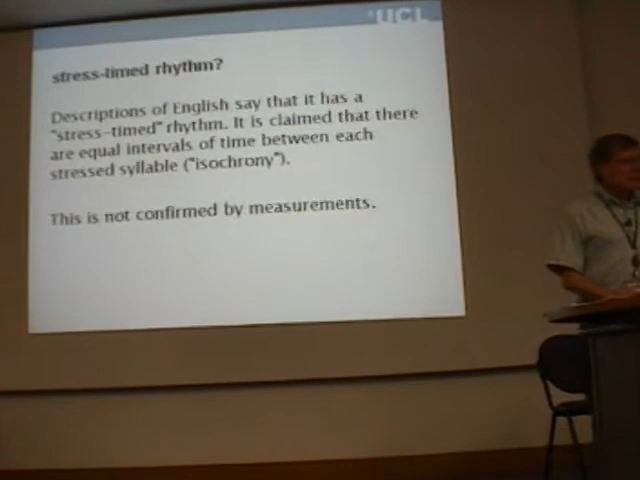 UCL
stress-timed rhythm?
Descriptions of English say that it has a
"stress-timed" rhythm. It is claimed that there
are equal intervals of time between each
stressed syllable ("isochrony").
This is not confirmed by measurements.